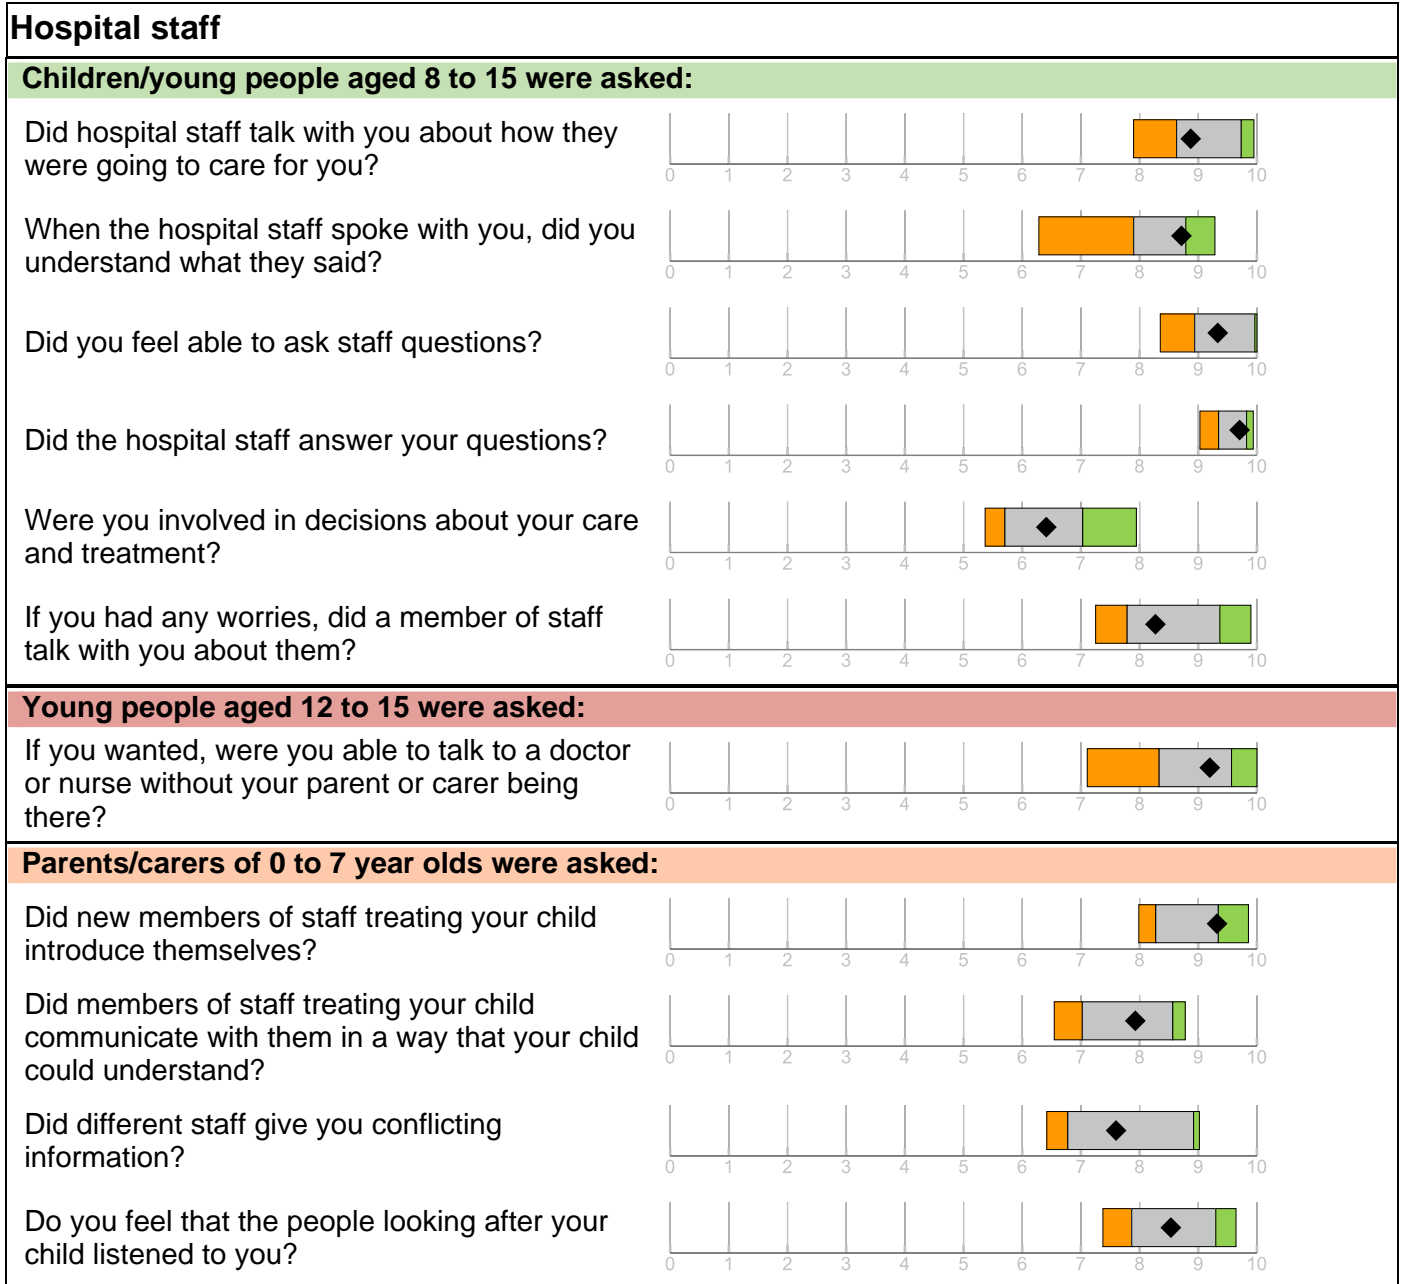 Hospital staff
Children/young people aged 8 to 15 were asked:
Did hospital staff talk with you about how they
were going to care for you?
0 1 2 3 4 5 6 7 8 9 10
When the hospital staff spoke with you, did you
understand what they said?
0 1 2 3 4 5 6 7 8 9 10
Did you feel able to ask staff questions?
0 1 2 3 4 5 6 7 8 9 10
Did the hospital staff answer your questions?
0 1 2 3 4 5 6 7 8 9 10
Were you involved in decisions about your care
and treatment?
0 1 2 3 4 5 6 7 8 9 10
If you had any worries, did a member of staff
talk with you about them?
0 1 2 3 4 5 6 7 8 9 10
Young people aged 12 to 15 were asked:
If you wanted, were you able to talk to a doctor
or nurse without your parent or carer being
there?
0 1 2 3 4 5 6 7 8 9 10
Parents/carers of 0 to 7 year olds were asked:
Did new members of staff treating your child
introduce themselves?
0 1 2 3 4 5 6 7 8 9 10
Did members of staff treating your child
communicate with them in a way that your child
could understand?
0 1 2 3 4 5 6 7 8 9 10
Did different staff give you conflicting
information?
0 1 2 3 4 5 6 7 8 9 10
Do you feel that the people looking after your
child listened to you?
0 1 2 3 4 5 6 7 8 9 10